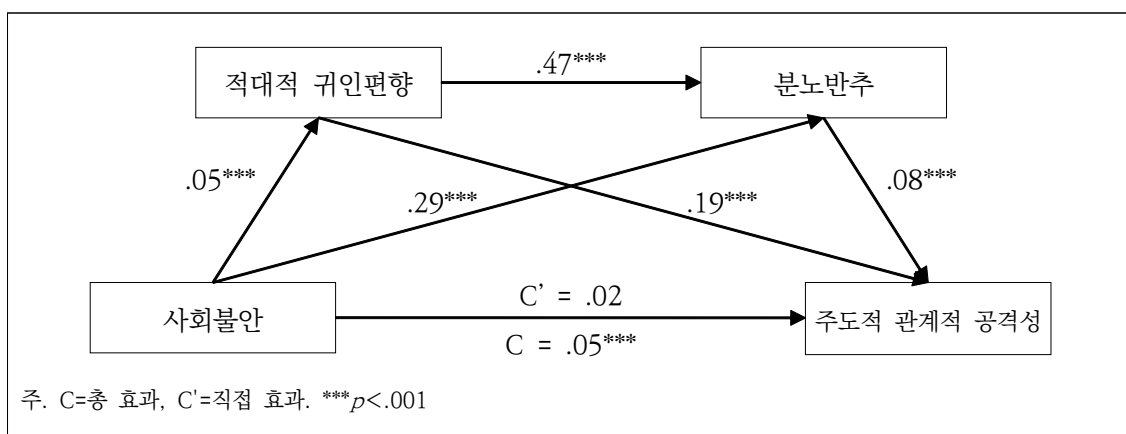 .47***
적대적 귀인편향
분노반추
.05***
.29***
.19***
.08***
사회불안
C' = .02
C = .05***
주도적 관계적 공격성
주. C=총 효과, C'=직접 효과. ***p<.001